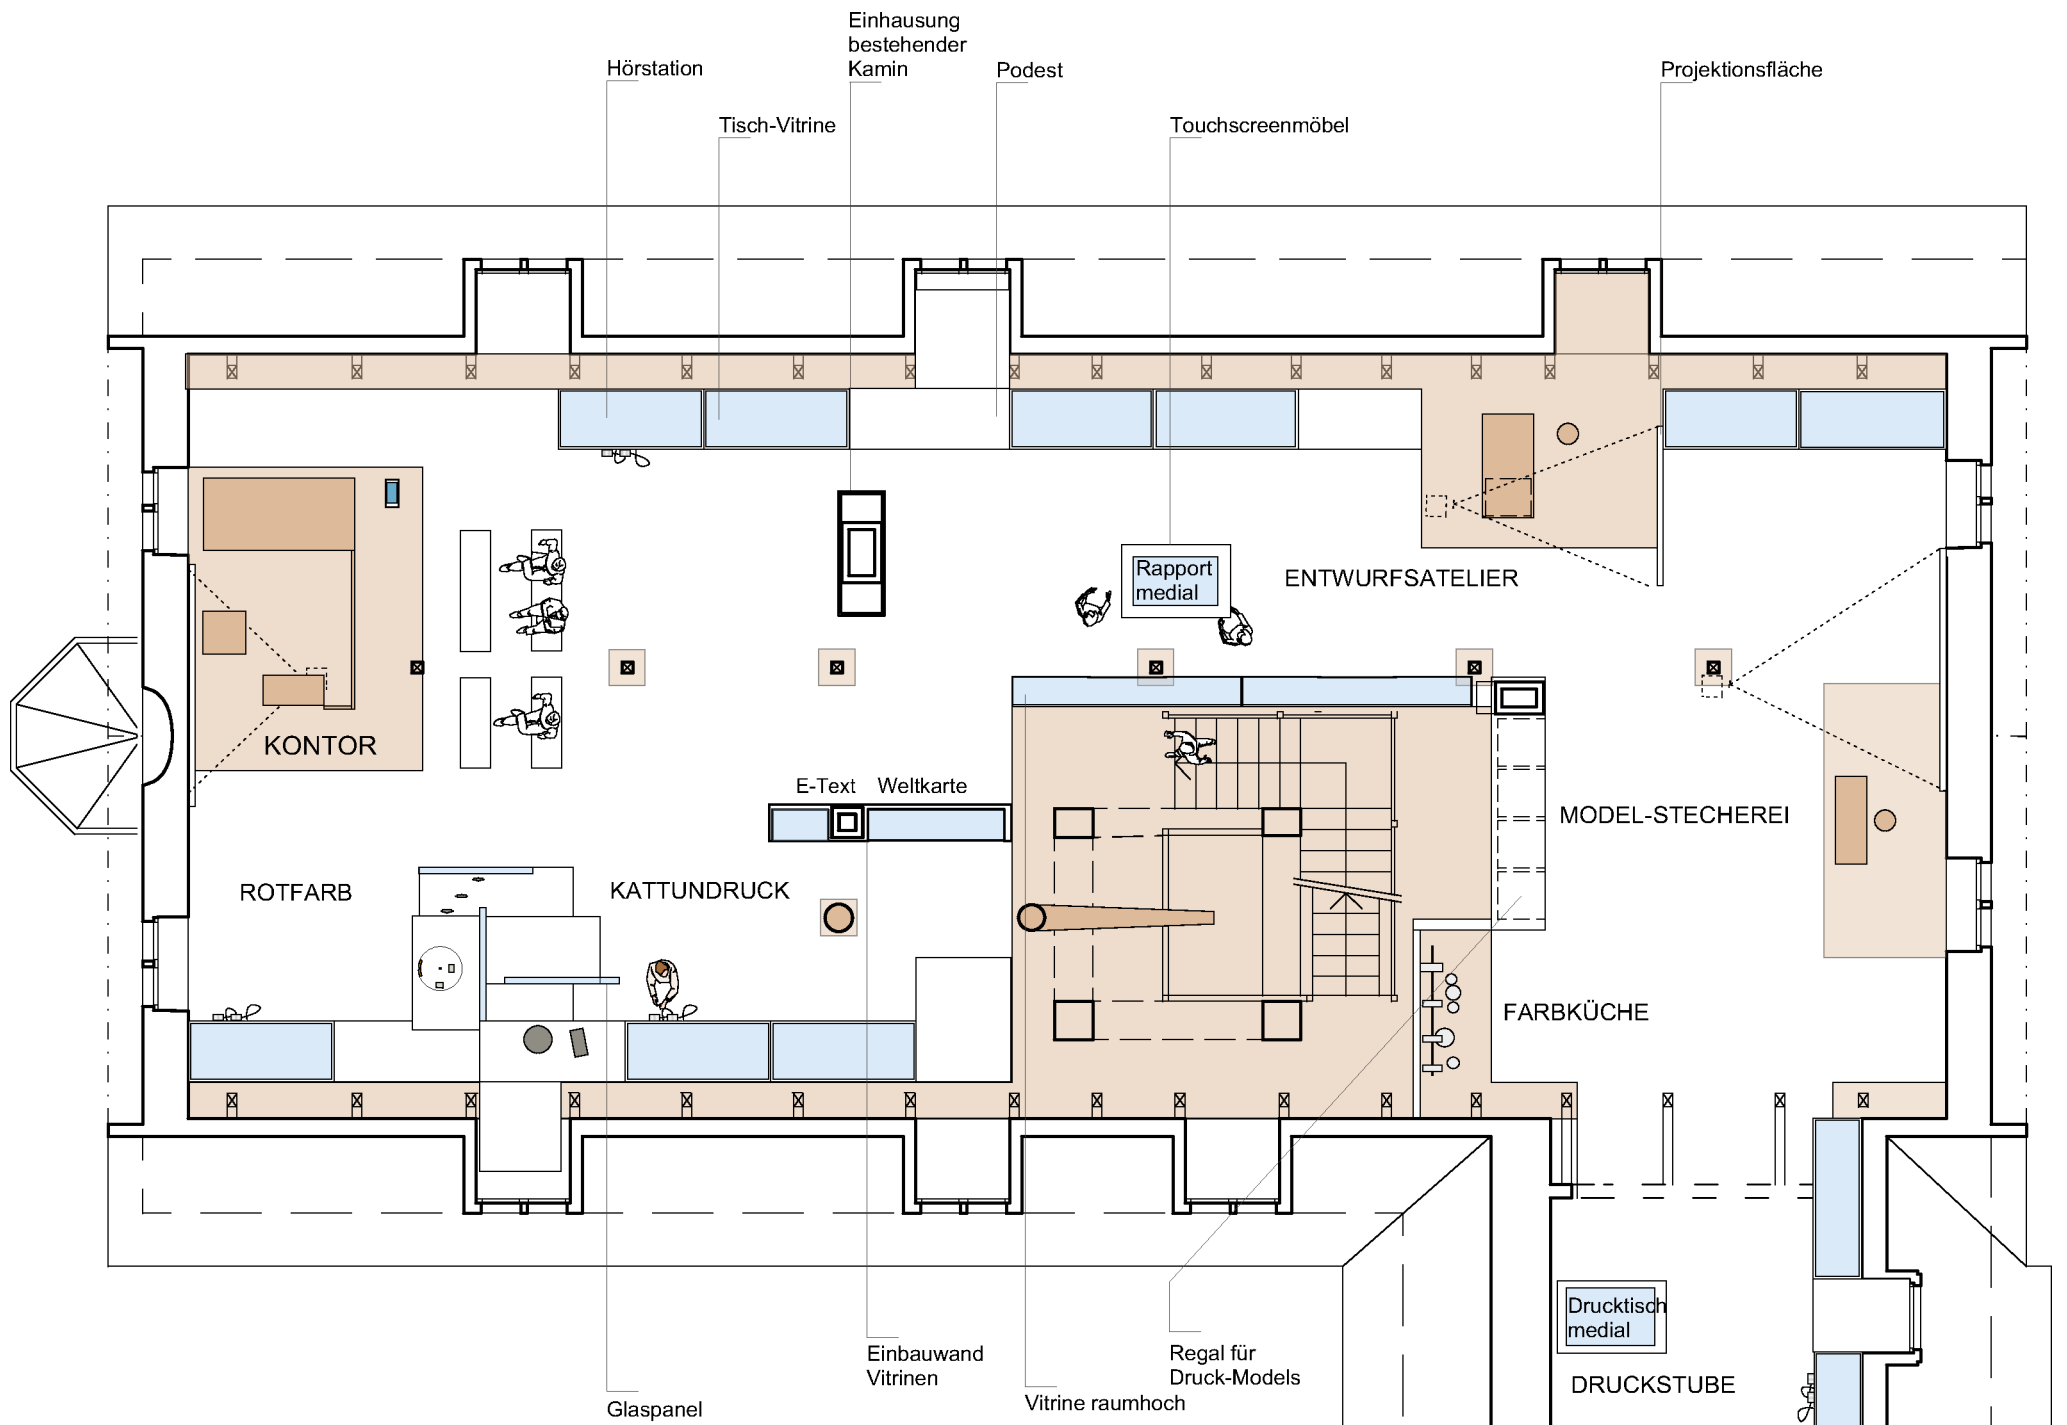 Einhausung
bestehender
Kamin
Hörstation
Podest
Projektionsfläche
Tisch-Vitrine
Touchscreenmöbel
Rapport
medial
ENTWURFSATELIER
KONTOR
E-Text
Weltkarte
MODEL-STECHEREI
ROTFARB
KATTUNDRUCK
FARBKÜCHE
Drucktisch
medial
Einbauwand
Vitrinen
Regal für
Druck-Models
DRUCKSTUBE
Vitrine raumhoch
Glaspanel